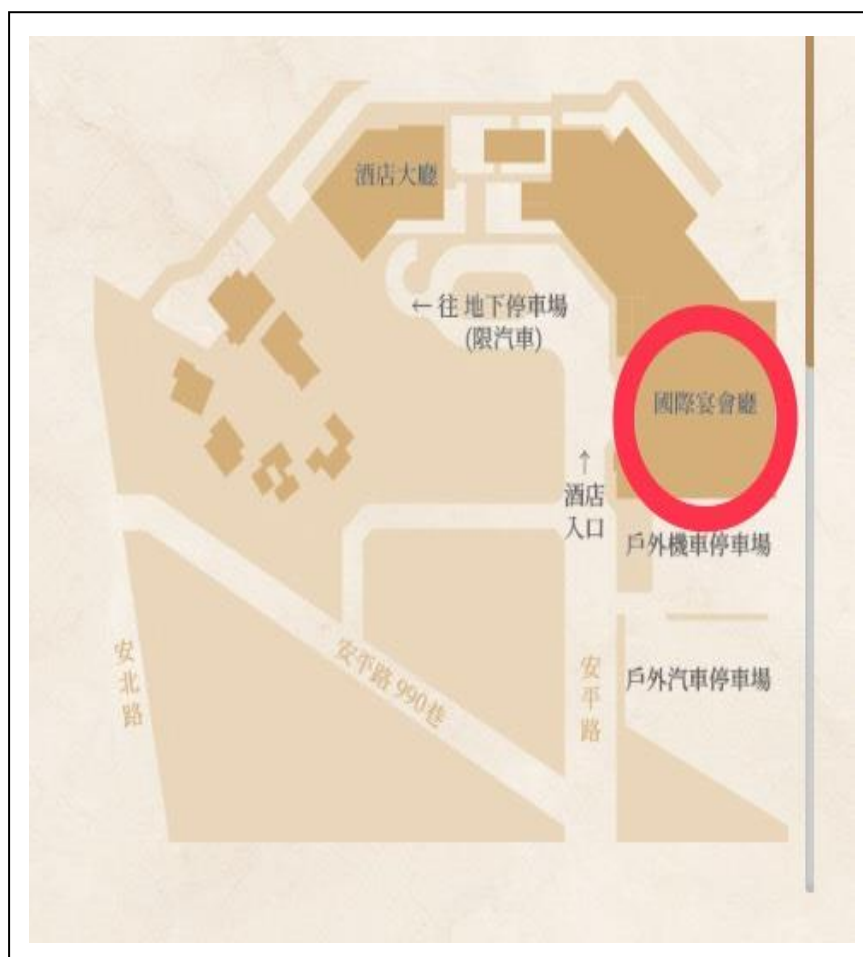 酒店大廳
←往 地下停車場
(限汽車)
國際宴會廳
↑
酒店
入口
戶外機車停車場
安北路
安平路 990巷
安平路
戶外汽車停車場